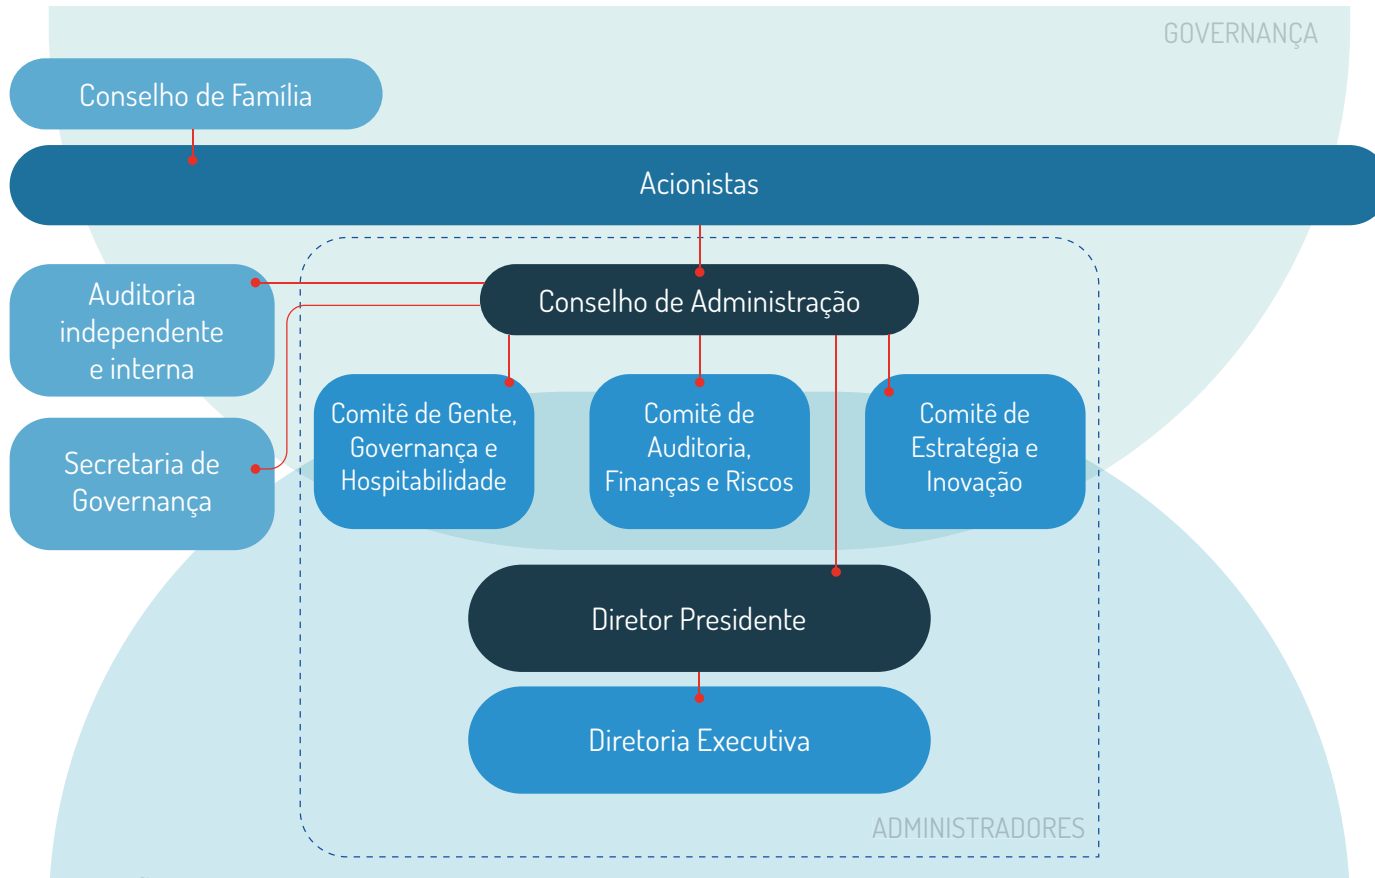 GOVERNANÇA
Conselho de Família
Acionistas
Auditoria
independente
e interna
Conselho de Administração
Secretaria de
Governança
Comitê de Gente,
Governança e
Hospitabilidade
Comitê de
Auditoria,
Finanças e Riscos
Comitê de
Estratégia e
Inovação
Diretor Presidente
Diretoria Executiva
ADMINISTRADORES